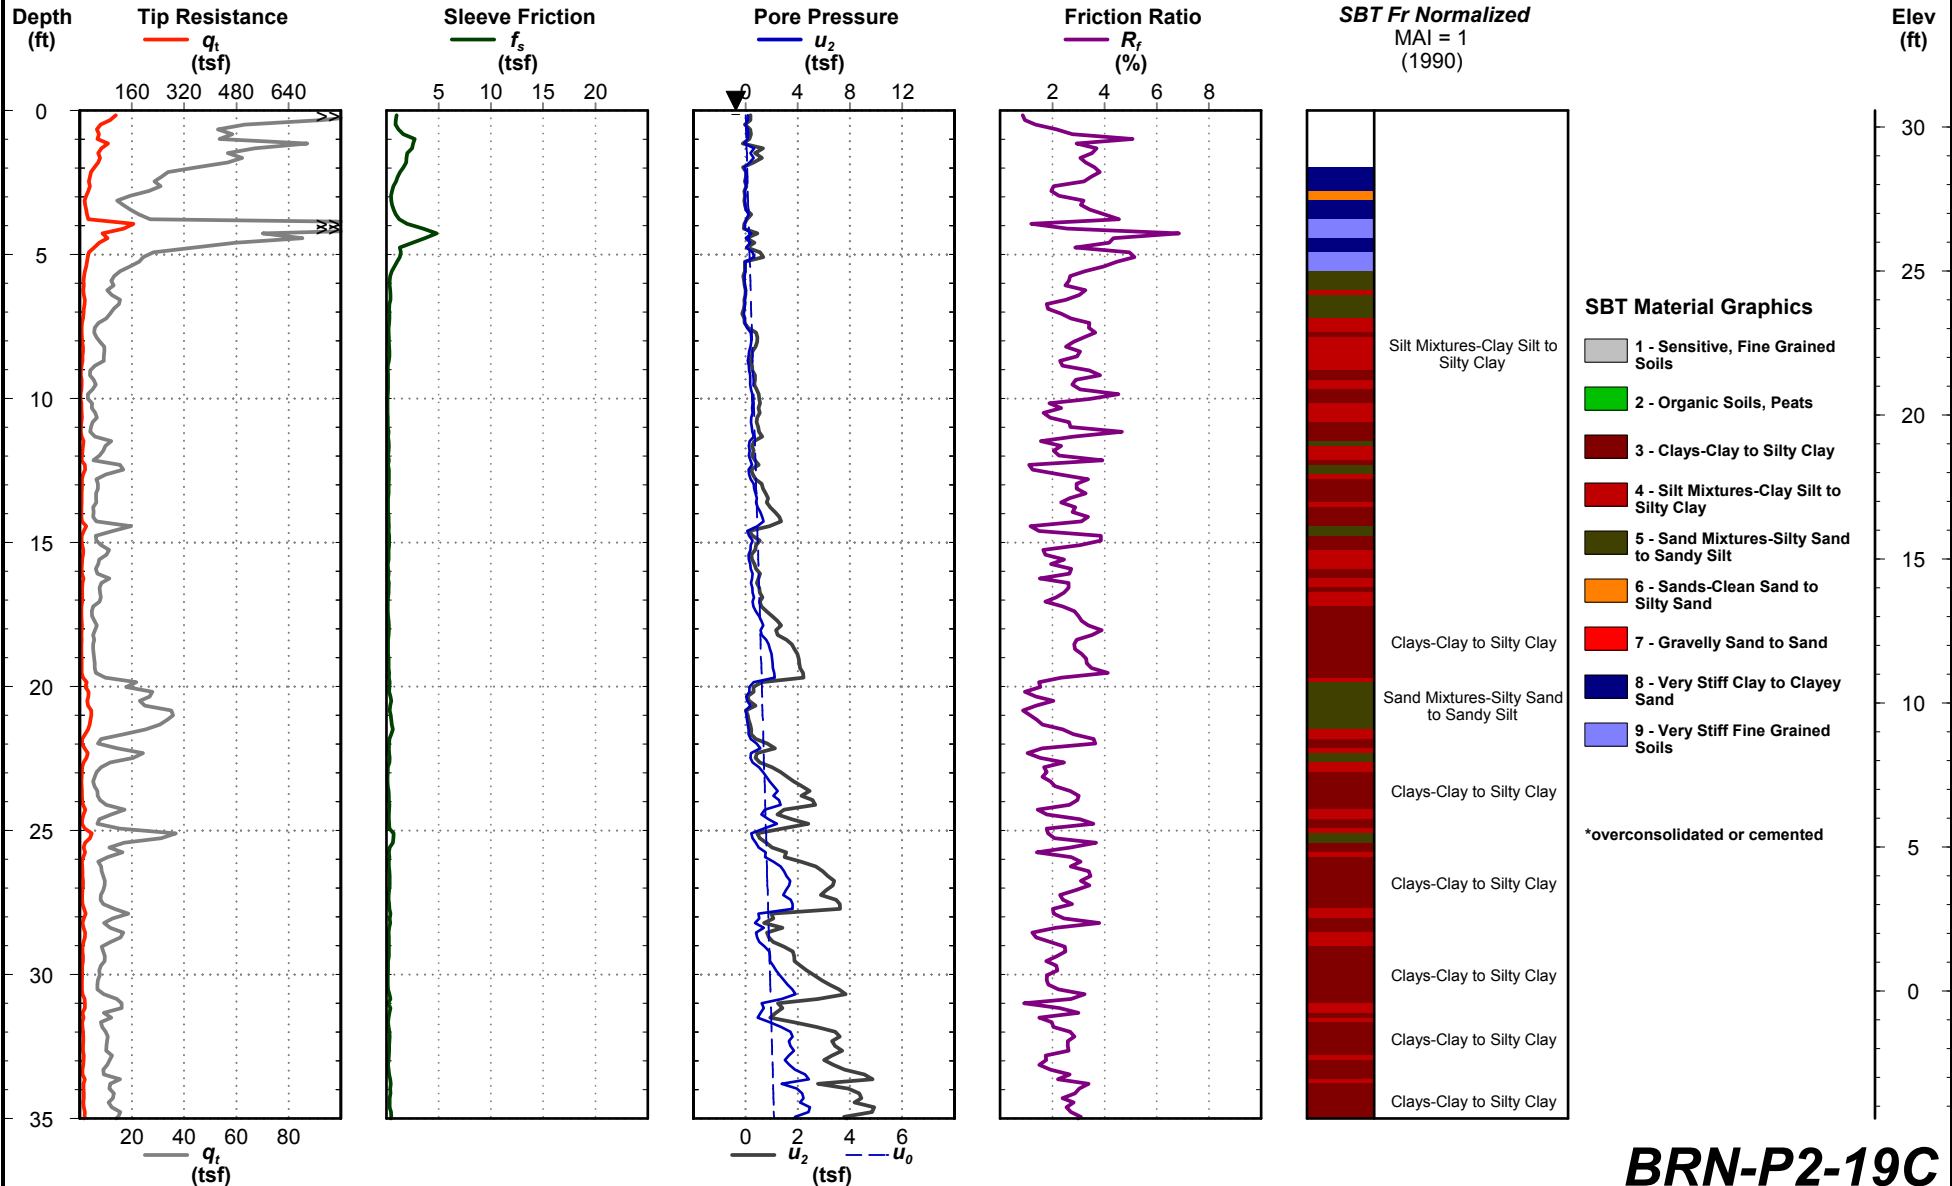 Depth
(ft)
Tip Resistance
qt
(tsf)
160 320 480 640
Sleeve Friction
fs
(tsf)
5 10 15 20
Pore Pressure
u2
(tsf)
0 4 8 12
Friction Ratio
Rf
(%)
2 4 6 8
SBT Fr Normalized
MAI = 1
(1990)
Elev
(ft)
0
5
10
15
20
25
30
35
>>
>>
>>
Silt Mixtures-Clay Silt to
Silty Clay
Clays-Clay to Silty Clay
Sand Mixtures-Silty Sand
to Sandy Silt
Clays-Clay to Silty Clay
Clays-Clay to Silty Clay
Clays-Clay to Silty Clay
Clays-Clay to Silty Clay
Clays-Clay to Silty Clay
SBT Material Graphics
1 - Sensitive, Fine Grained
Soils
2 - Organic Soils, Peats
3 - Clays-Clay to Silty Clay
4 - Silt Mixtures-Clay Silt to
Silty Clay
5 - Sand Mixtures-Silty Sand
to Sandy Silt
6 - Sands-Clean Sand to
Silty Sand
7 - Gravelly Sand to Sand
8 - Very Stiff Clay to Clayey
Sand
9 - Very Stiff Fine Grained
Soils
*overconsolidated or cemented
30
25
20
15
10
5
0
20 40 60 80
qt
(tsf)
0 2 4 6
u2
u0
(tsf)
BRN-P2-19C